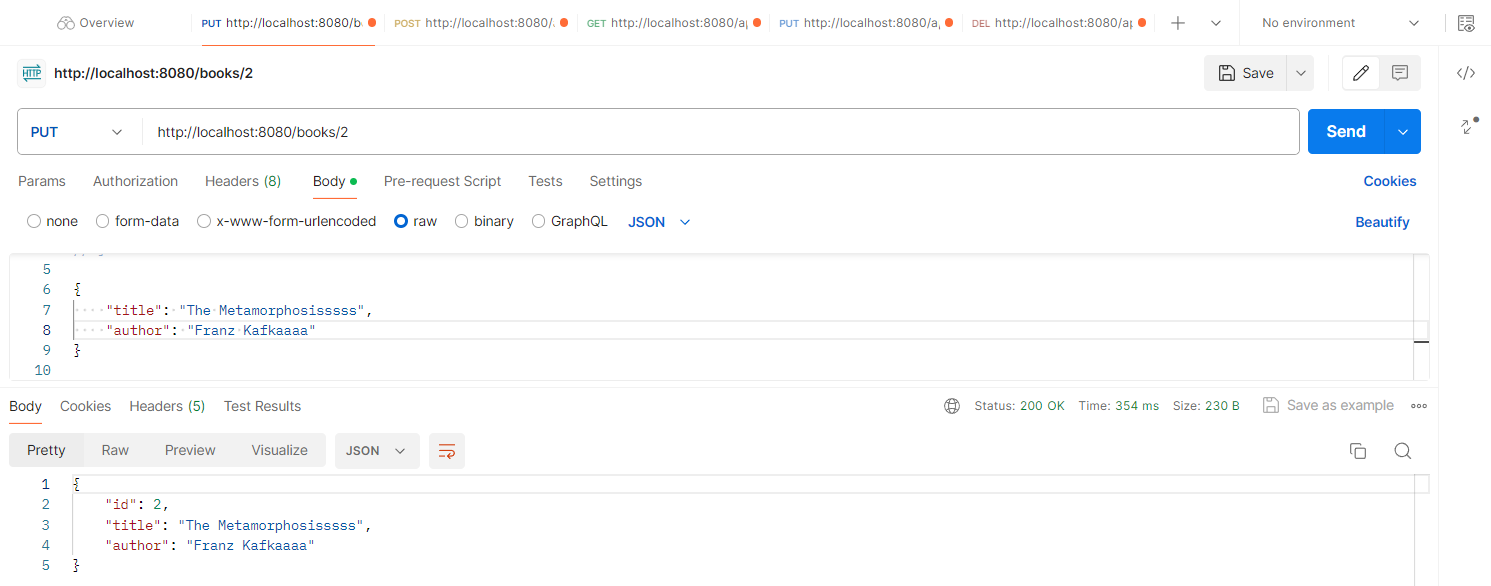 Overview
PUT http://localhost:8080/b
POST http://localhost:8080/
GET http://localhost:8080/a
PUT http://localhost:8080/a
DEL http://localhost:8080/a
No environment
HTTP http://localhost:8080/books/2
Save
PUT http://localhost:8080/books/2
Send
Params Authorization Headers (8) Body Pre-request Script Tests Settings Cookies
none form-data x-www-form-urlencoded raw binary GraphQL JSON Beautify
5
6 {
7 "title": "The Metamorphosisssss",
8 "author": "Franz Kafkaaaa"
9 }
10
Body Cookies Headers (5) Test Results Status: 200 OK Time: 354 ms Size: 230 B Save as example
Pretty Raw Preview Visualize JSON
1 {
2 "id": 2,
3 "title": "The Metamorphosisssss",
4 "author": "Franz Kafkaaaa"
5 }